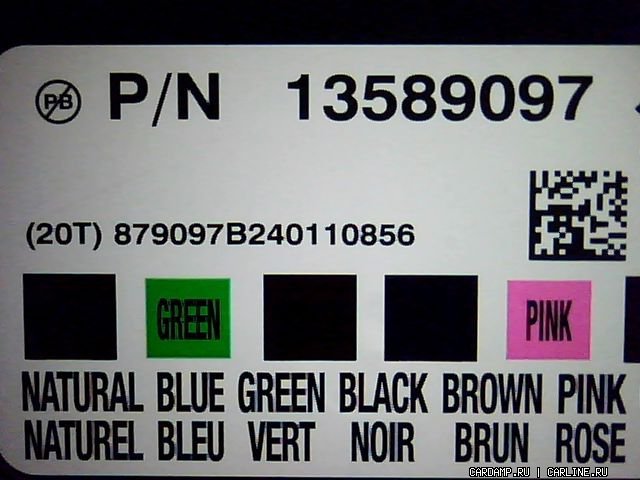 PB P/N 13589097
(20T) 879097B240110856
GREEN PINK
NATURAL BLUE GREEN BLACK BROWN PINK
NATUREL BLEU VERT NOIR BRUN ROSE
CARDAMP.RU | CARLINE.RU